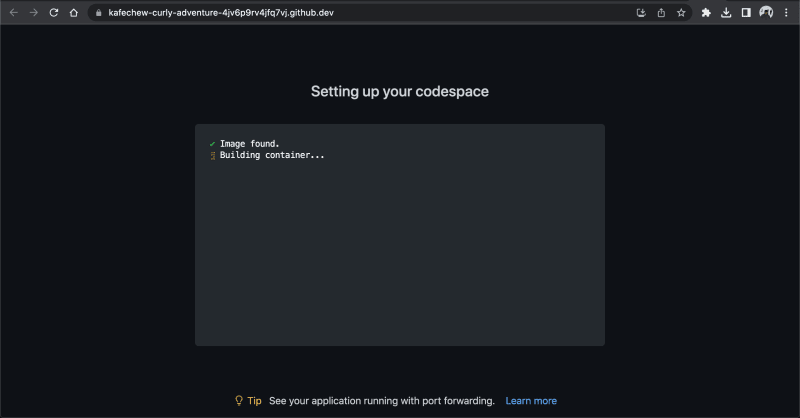 kafechew-curly-adventure-4jv6p9rv4jfq7vj.github.dev
Setting up your codespace
✔ Image found.
Building container...
Tip See your application running with port forwarding. Learn more